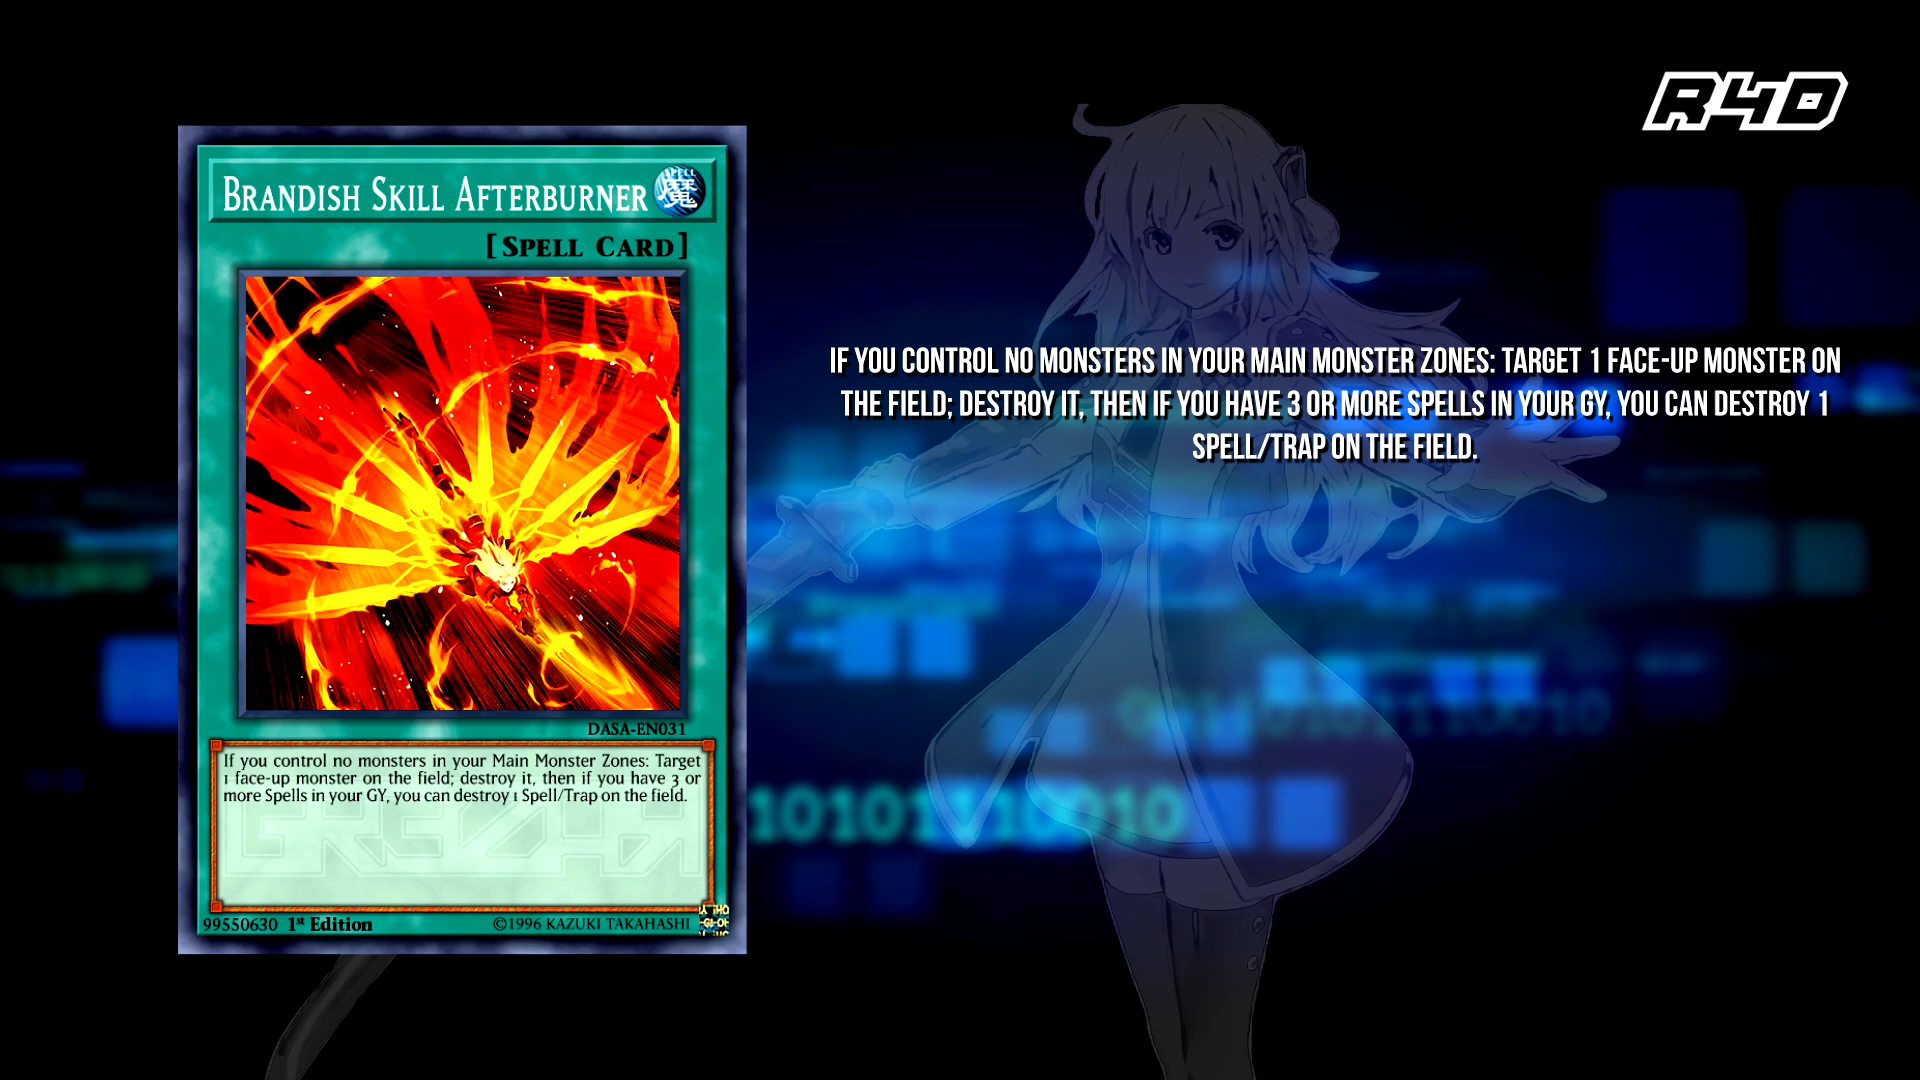 R4D
BRANDISH SKILL AFTERBURNER
SPELL
魔
[SPELL CARD]
DASA-EN031
If you control no monsters in your Main Monster Zones: Target
1 face-up monster on the field; destroy it, then if you have 3 or
more Spells in your GY, you can destroy 1 Spell/Trap on the field.
99550630 1st Edition
©1996 KAZUKI TAKAHASHI
IF YOU CONTROL NO MONSTERS IN YOUR MAIN MONSTER ZONES: TARGET 1 FACE-UP MONSTER ON
THE FIELD; DESTROY IT, THEN IF YOU HAVE 3 OR MORE SPELLS IN YOUR GY, YOU CAN DESTROY 1
SPELL/TRAP ON THE FIELD.